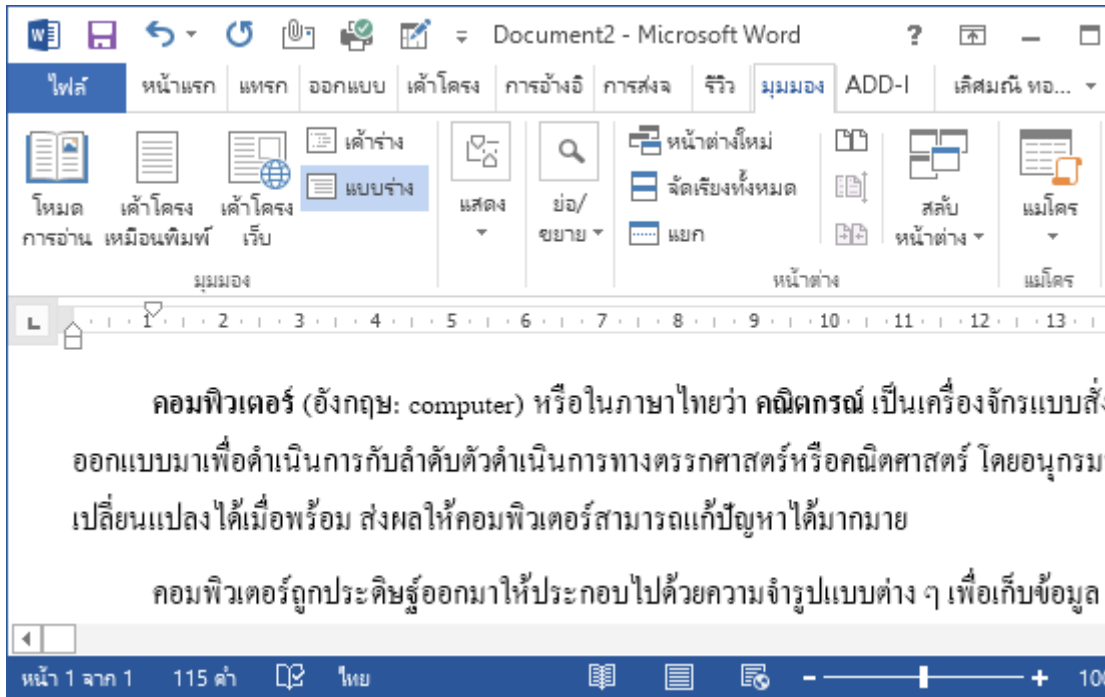 Document2 - Microsoft Word
ไฟล์ หน้าแรก แทรก ออกแบบ เค้าโครง การอ้างอิ การส่งจ รีวิว มุมมอง ADD-I เลิศมณี ทอ...
โหมดการอ่าน
เค้าโครงเหมือนพิมพ์
เค้าโครงเว็บ
เค้าร่าง
แบบร่าง
มุมมอง
แสดง
ย่อ/ขยาย
หน้าต่างใหม่
จัดเรียงทั้งหมด
แยก
สลับหน้าต่าง
หน้าต่าง
แมโคร
แมโคร
1 2 3 4 5 6 7 8 9 10 11 12 13
คอมพิวเตอร์ (อังกฤษ: computer) หรือในภาษาไทยว่า คณิตกรณ์ เป็นเครื่องจักรแบบสั่
ออกแบบมาเพื่อดำเนินการกับลำดับตัวดำเนินการทางตรรกศาสตร์หรือคณิตศาสตร์ โดยอนุกรม
เปลี่ยนแปลงได้เมื่อพร้อม ส่งผลให้คอมพิวเตอร์สามารถแก้ปัญหาได้มากมาย
คอมพิวเตอร์ถูกประดิษฐ์ออกมาให้ประกอบไปด้วยความจำรูปแบบต่าง ๆ เพื่อเก็บข้อมูล
หน้า 1 จาก 1 115 คำ ไทย 100